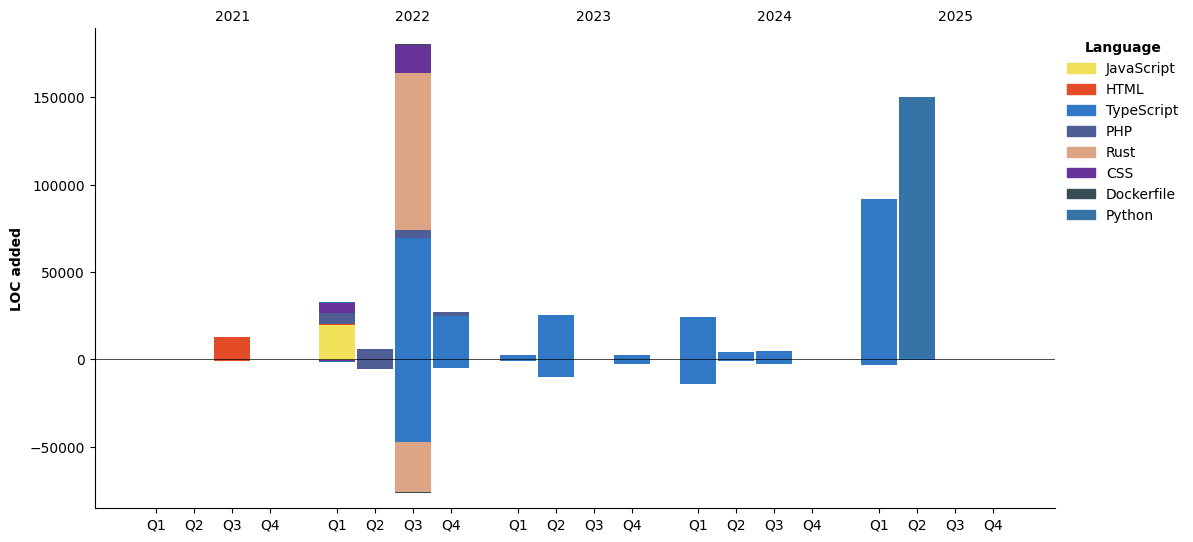 2021 2022 2023 2024 2025
Language
JavaScript
HTML
TypeScript
PHP
Rust
CSS
Dockerfile
Python
LOC added
150000
100000
50000
0
−50000
Q1 Q2 Q3 Q4 Q1 Q2 Q3 Q4 Q1 Q2 Q3 Q4 Q1 Q2 Q3 Q4 Q1 Q2 Q3 Q4